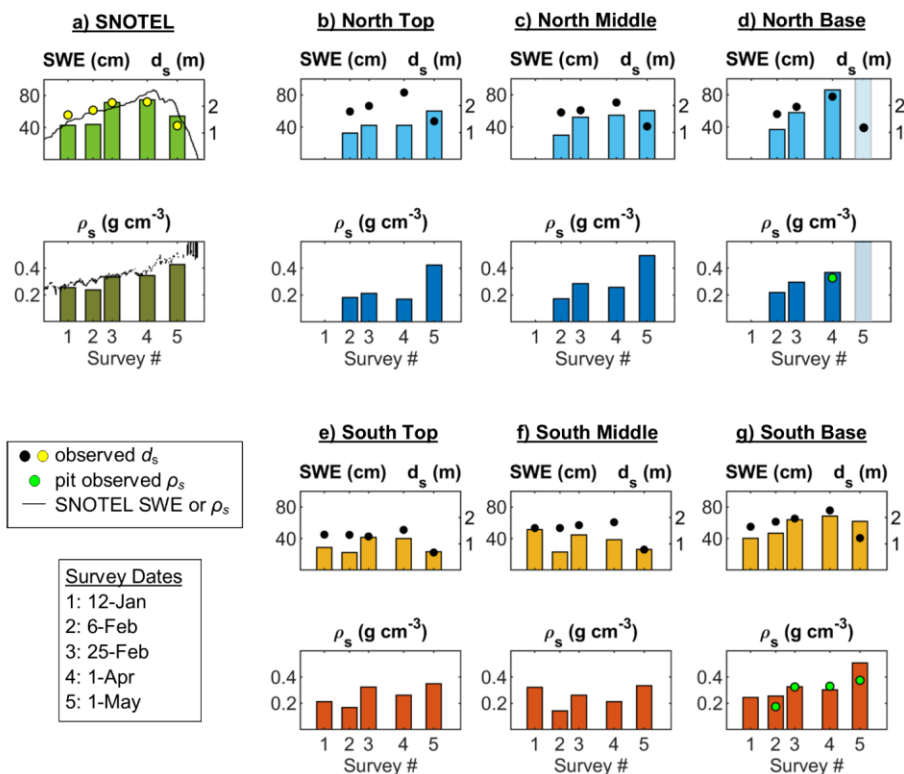 a) SNOTEL
b) North Top
c) North Middle
d) North Base
SWE (cm) d_s (m)
SWE (cm) d_s (m)
SWE (cm) d_s (m)
SWE (cm) d_s (m)
80
40
2
1
80
40
2
1
80
40
2
1
80
40
2
1
ρ_s (g cm⁻³)
ρ_s (g cm⁻³)
ρ_s (g cm⁻³)
ρ_s (g cm⁻³)
0.4
0.2
0.4
0.2
0.4
0.2
0.4
0.2
1 2 3 4 5
1 2 3 4 5
1 2 3 4 5
1 2 3 4 5
Survey #
Survey #
Survey #
Survey #
e) South Top
f) South Middle
g) South Base
observed d_s
pit observed ρ_s
SNOTEL SWE or ρ_s
SWE (cm) d_s (m)
SWE (cm) d_s (m)
SWE (cm) d_s (m)
80
40
2
1
80
40
2
1
80
40
2
1
Survey Dates
1: 12-Jan
2: 6-Feb
3: 25-Feb
4: 1-Apr
5: 1-May
ρ_s (g cm⁻³)
ρ_s (g cm⁻³)
ρ_s (g cm⁻³)
0.4
0.2
0.4
0.2
0.4
0.2
1 2 3 4 5
1 2 3 4 5
1 2 3 4 5
Survey #
Survey #
Survey #